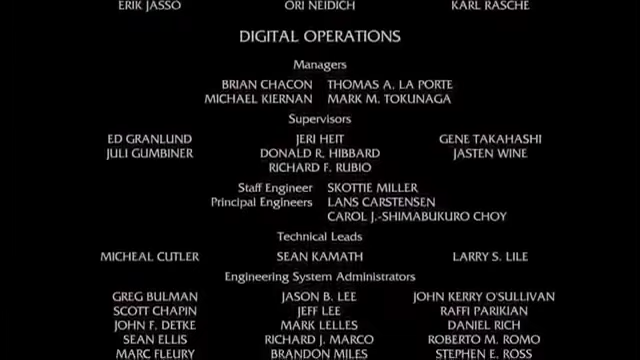 ERIK JASSO ORI NEIDICH KARL RASCHE
DIGITAL OPERATIONS
Managers
BRIAN CHACON THOMAS A. LA PORTE
MICHAEL KIERNAN MARK M. TOKUNAGA
Supervisors
ED GRANLUND JERI HEIT GENE TAKAHASHI
JULI GUMBINER DONALD R. HIBBARD JASTEN WINE
RICHARD F. RUBIO
Staff Engineer SKOTTIE MILLER
Principal Engineers LANS CARSTENSEN
CAROL J.-SHIMABUKURO CHOY
Technical Leads
MICHEAL CUTLER SEAN KAMATH LARRY S. LILE
Engineering System Administrators
GREG BULMAN JASON B. LEE JOHN KERRY O'SULLIVAN
SCOTT CHAPIN JEFF LEE RAFFI PARIKIAN
JOHN F. DETKE MARK LELLES DANIEL RICH
SEAN ELLIS RICHARD J. MARCO ROBERTO M. ROMO
MARC FLEURY BRANDON MILES STEPHEN E. ROSS